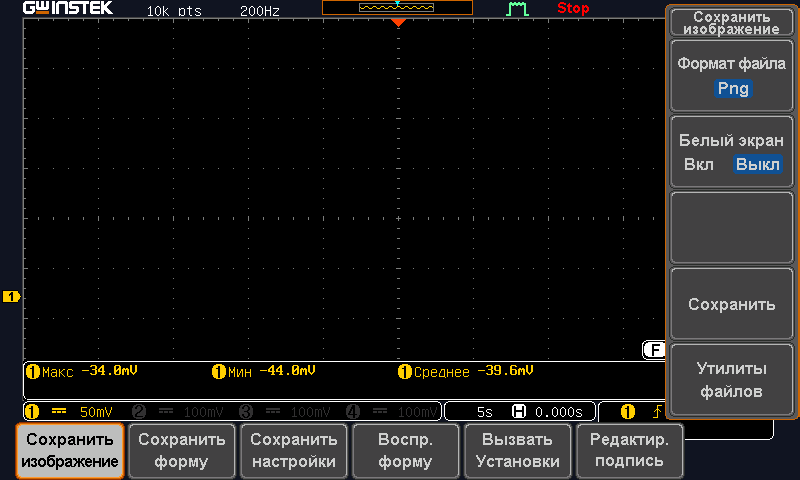 GWINSTEK 10k pts 200Hz Stop
Сохранить
изображение
Формат файла
Png
Белый экран
Вкл Выкл
Сохранить
Утилиты
файлов
1
F
1 Макс -34.0mV 1 Мин -44.0mV 1 Среднее -39.6mV
1 50mV 2 100mV 3 100mV 4 100mV 5s H 0.000s 1
Сохранить
изображение
Сохранить
форму
Сохранить
настройки
Воспр.
форму
Вызвать
Установки
Редактир.
подпись